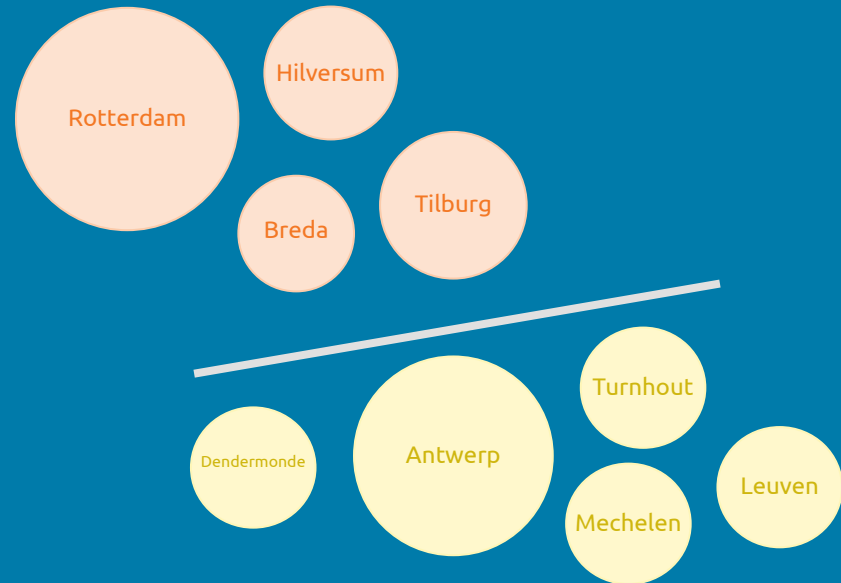 Rotterdam
Hilversum
Breda
Tilburg
Dendermonde
Antwerp
Turnhout
Mechelen
Leuven